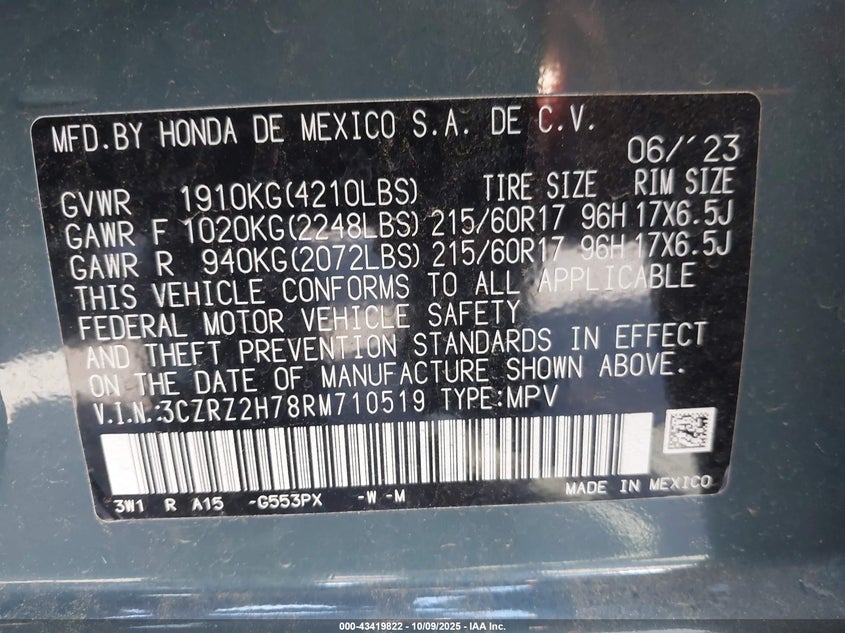 MFD.BY HONDA DE MEXICO S.A. DE C.V.
06/'23
GVWR 1910KG(4210LBS) TIRE SIZE RIM SIZE
GAWR F 1020KG(2248LBS) 215/60R17 96H 17X6.5J
GAWR R 940KG(2072LBS) 215/60R17 96H 17X6.5J
THIS VEHICLE CONFORMS TO ALL APPLICABLE
FEDERAL MOTOR VEHICLE SAFETY
AND THEFT PREVENTION STANDARDS IN EFFECT
ON THE DATE OF MANUFACTURE SHOWN ABOVE.
V.I.N.:3CZRZ2H78RM710519 TYPE:MPV
MADE IN MEXICO
3W1 R A15 -G553PX -W -M
000-43419822 | 10/09/2025 - IAA Inc.